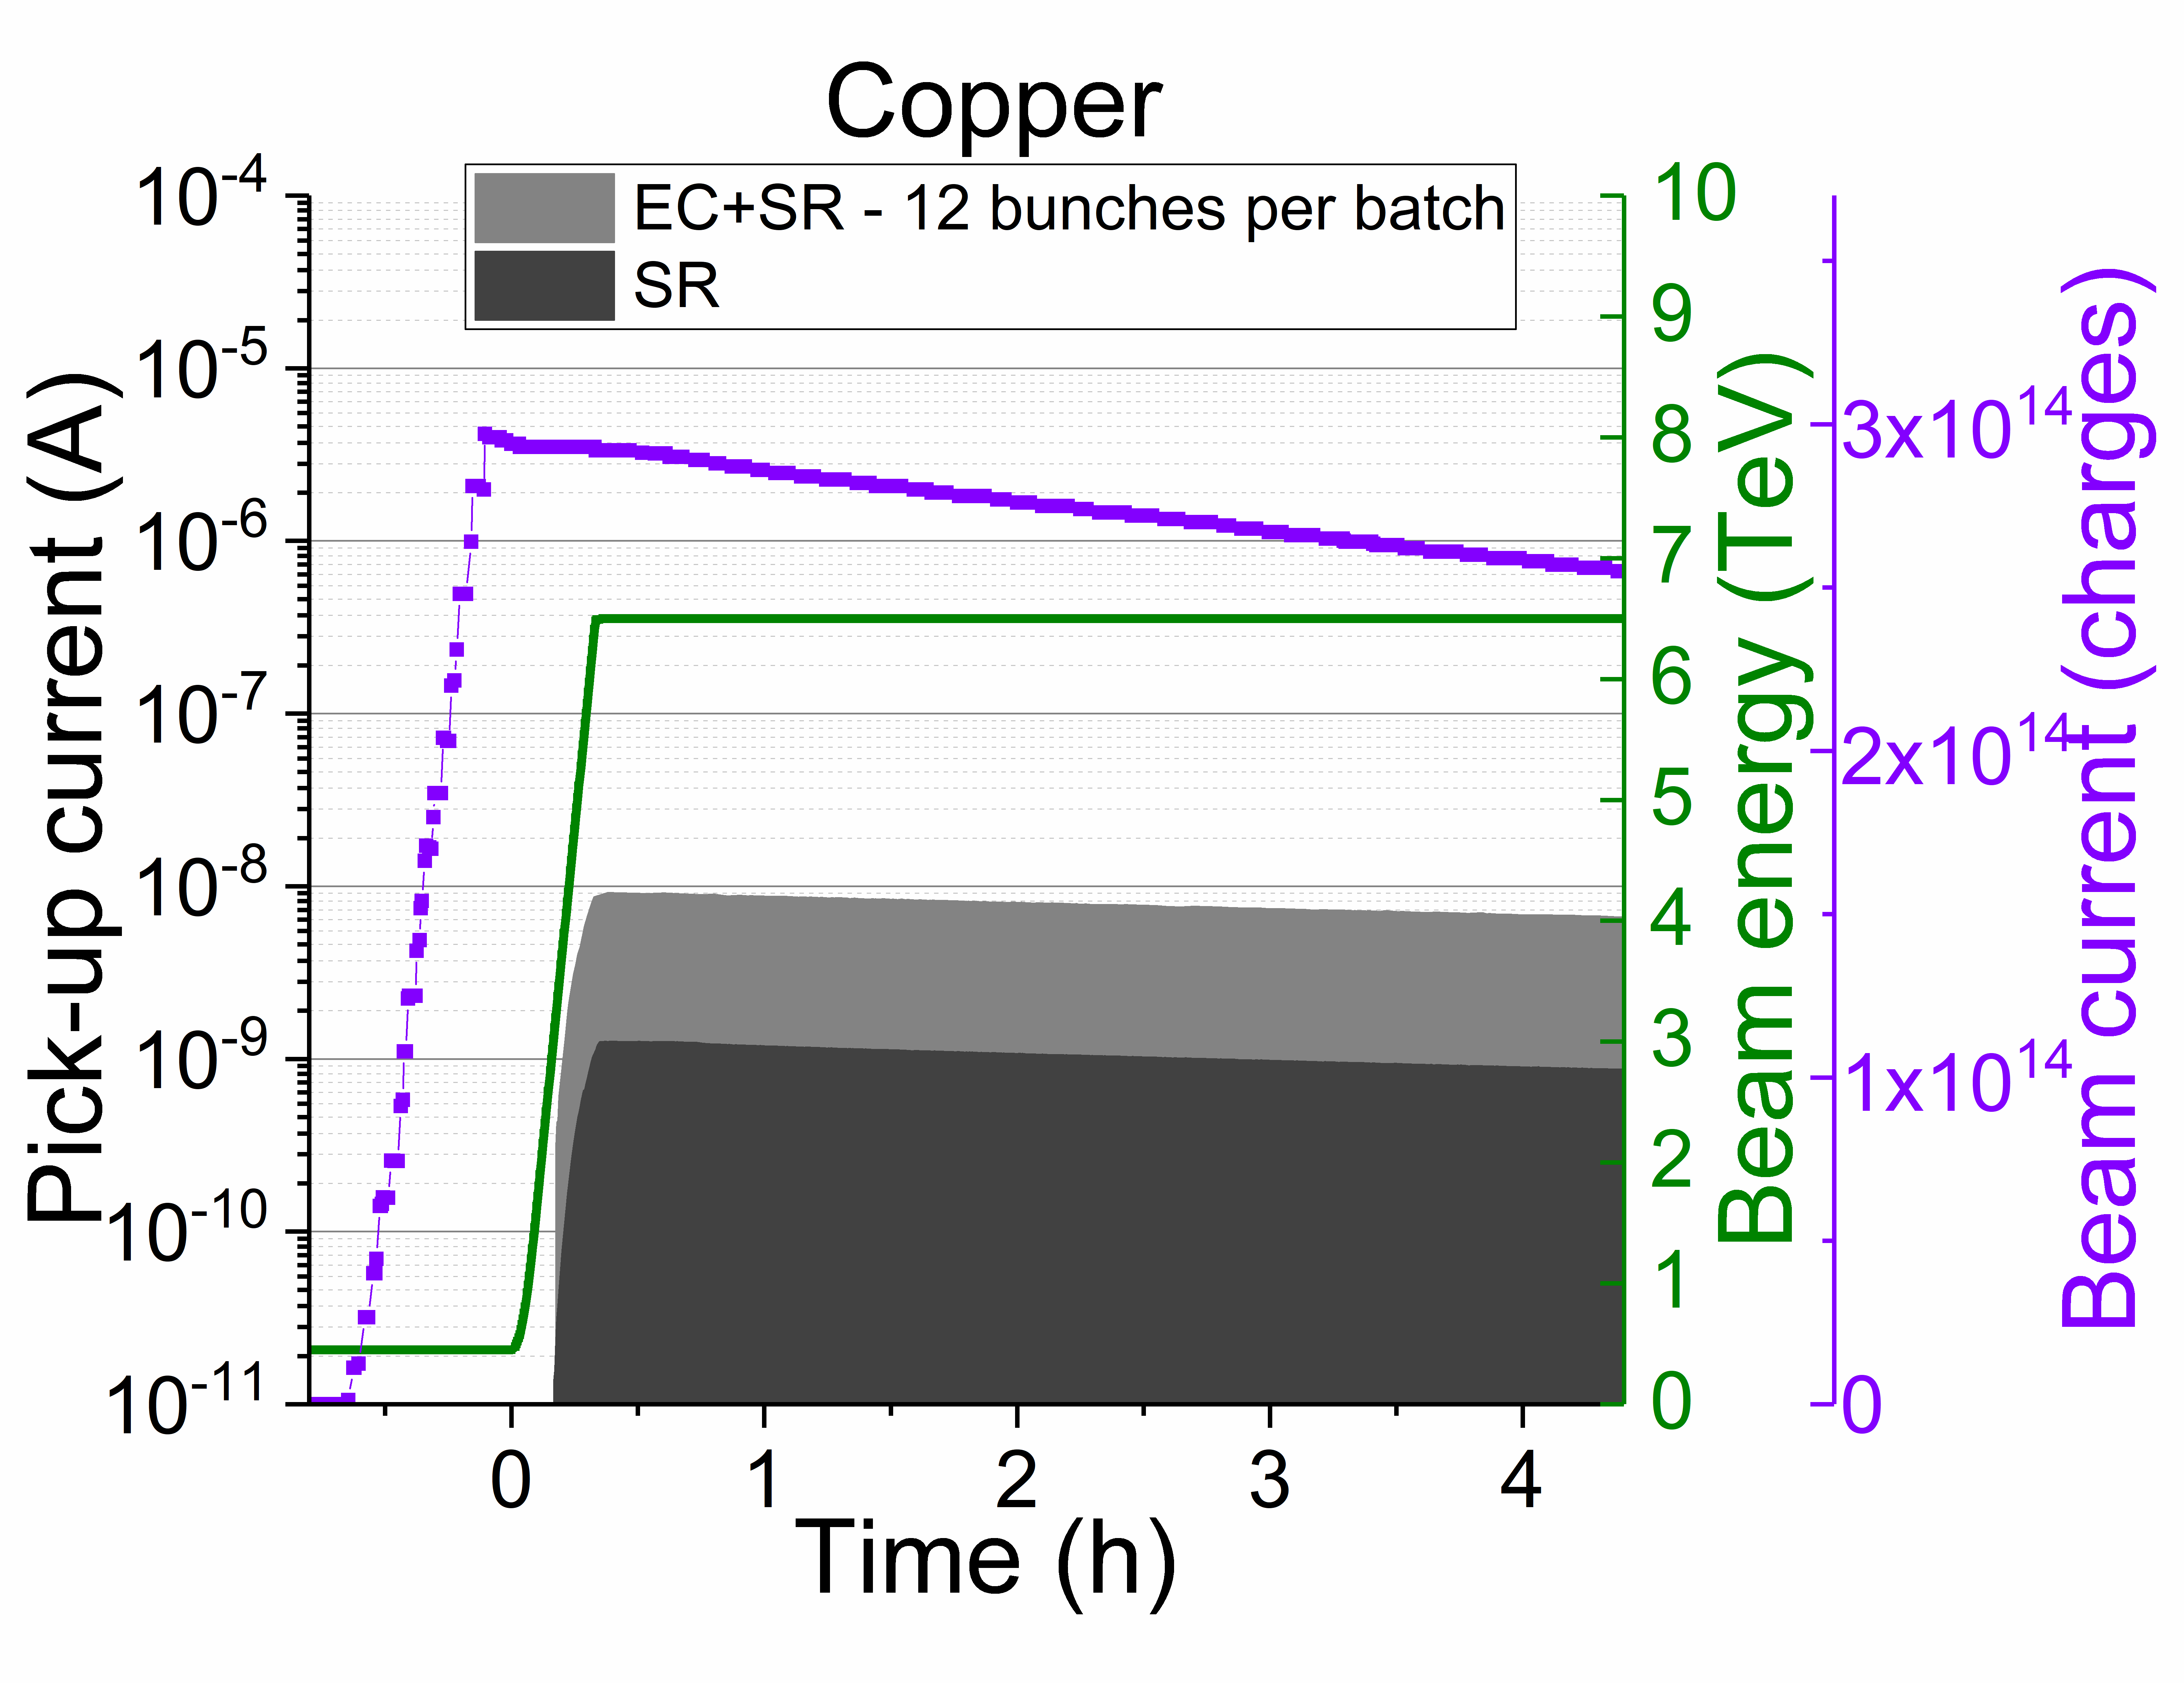 Copper
EC+SR - 12 bunches per batch
SR
Pick-up current (A)
10-4
10-5
10-6
10-7
10-8
10-9
10-10
10-11
0 1 2 3 4
Time (h)
10
9
8
7
6
5
4
3
2
1
0
Beam energy (TeV)
3x1014
2x1014
1x1014
0
Beam current (charges)